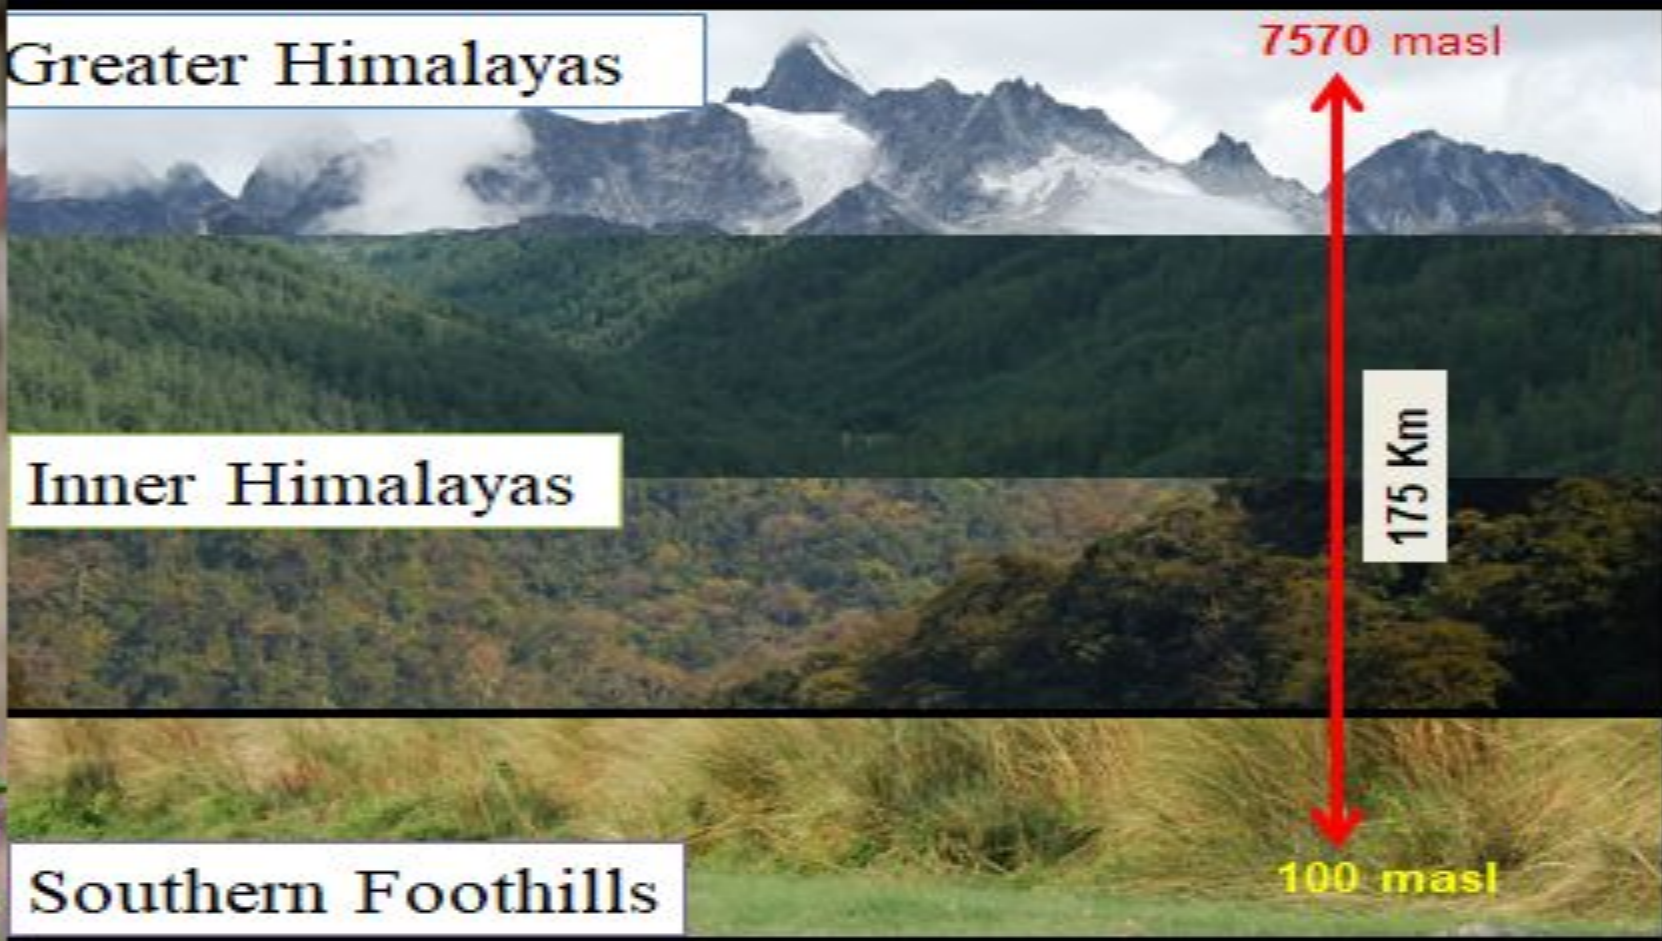 Greater Himalayas
7570 masl
Inner Himalayas
175 Km
Southern Foothills
100 masl